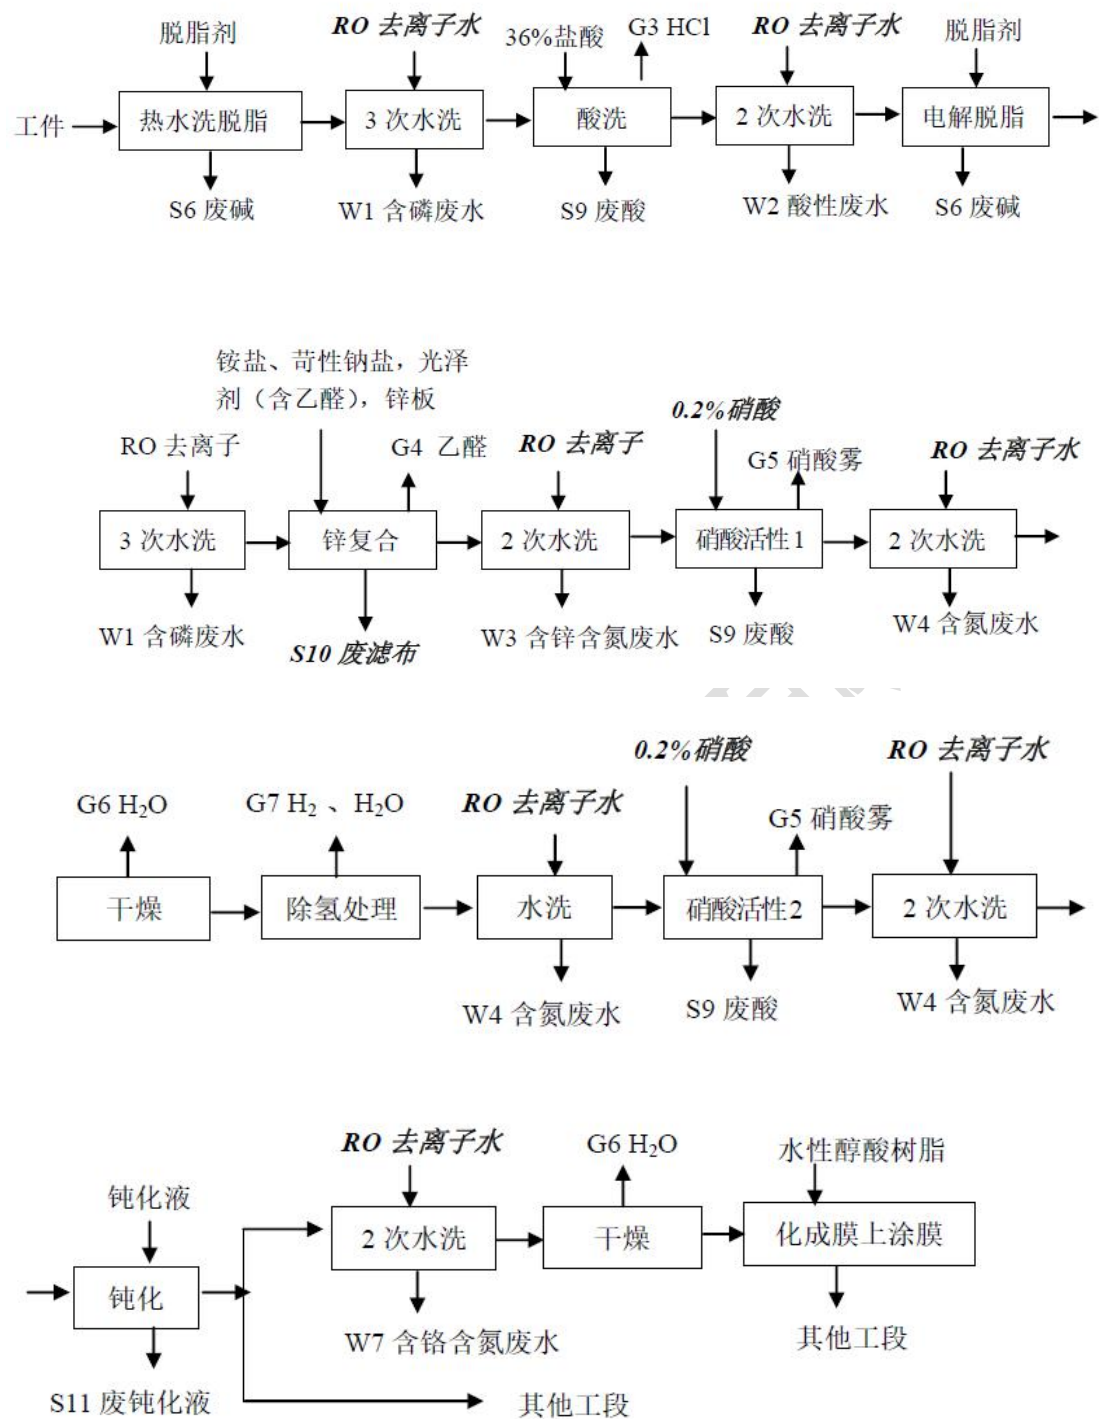 脱脂剂
RO 去离子水
36%盐酸
G3 HCl
RO 去离子水
脱脂剂
工件
热水洗脱脂
3 次水洗
酸洗
2 次水洗
电解脱脂
S6 废碱
W1 含磷废水
S9 废酸
W2 酸性废水
S6 废碱
铵盐、苛性钠盐，光泽
剂（含乙醛），锌板
RO 去离子
G4 乙醛
RO 去离子
0.2%硝酸
G5 硝酸雾
RO 去离子水
3 次水洗
锌复合
2 次水洗
硝酸活性 1
2 次水洗
W1 含磷废水
S10 废滤布
W3 含锌含氮废水
S9 废酸
W4 含氮废水
G6 H₂O
G7 H₂ 、H₂O
RO 去离子水
0.2%硝酸
G5 硝酸雾
RO 去离子水
干燥
除氢处理
水洗
硝酸活性 2
2 次水洗
W4 含氮废水
S9 废酸
W4 含氮废水
钝化液
RO 去离子水
G6 H₂O
水性醇酸树脂
钝化
2 次水洗
干燥
化成膜上涂膜
S11 废钝化液
W7 含铬含氮废水
其他工段
其他工段